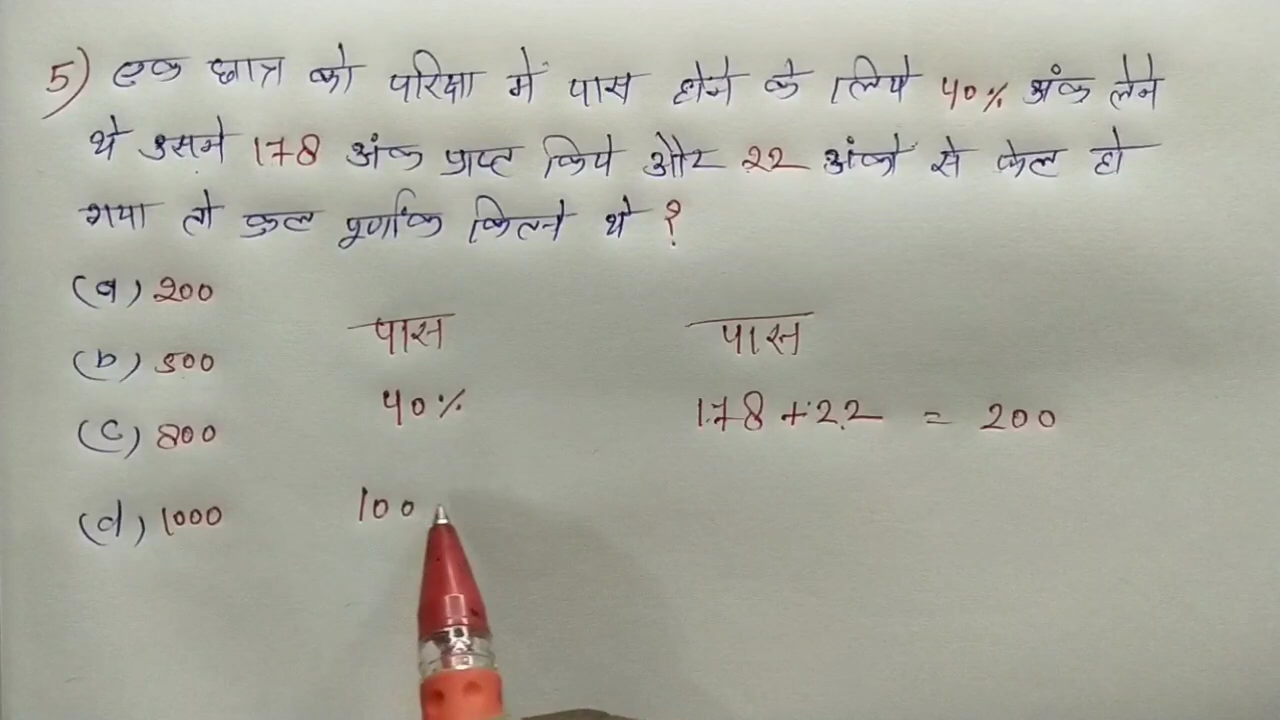 5) एक छात्र को परिक्षा में पास होने के लिये 40% अंक लेने
थे उसने 178 अंक प्राप्त किये और 22 अंको से फेल हो
गया तो कुल पूर्णांक कितने थे ?
(a) 200
(b) 500
(c) 800
(d) 1000
पास
पास
40%
178 + 22 = 200
100